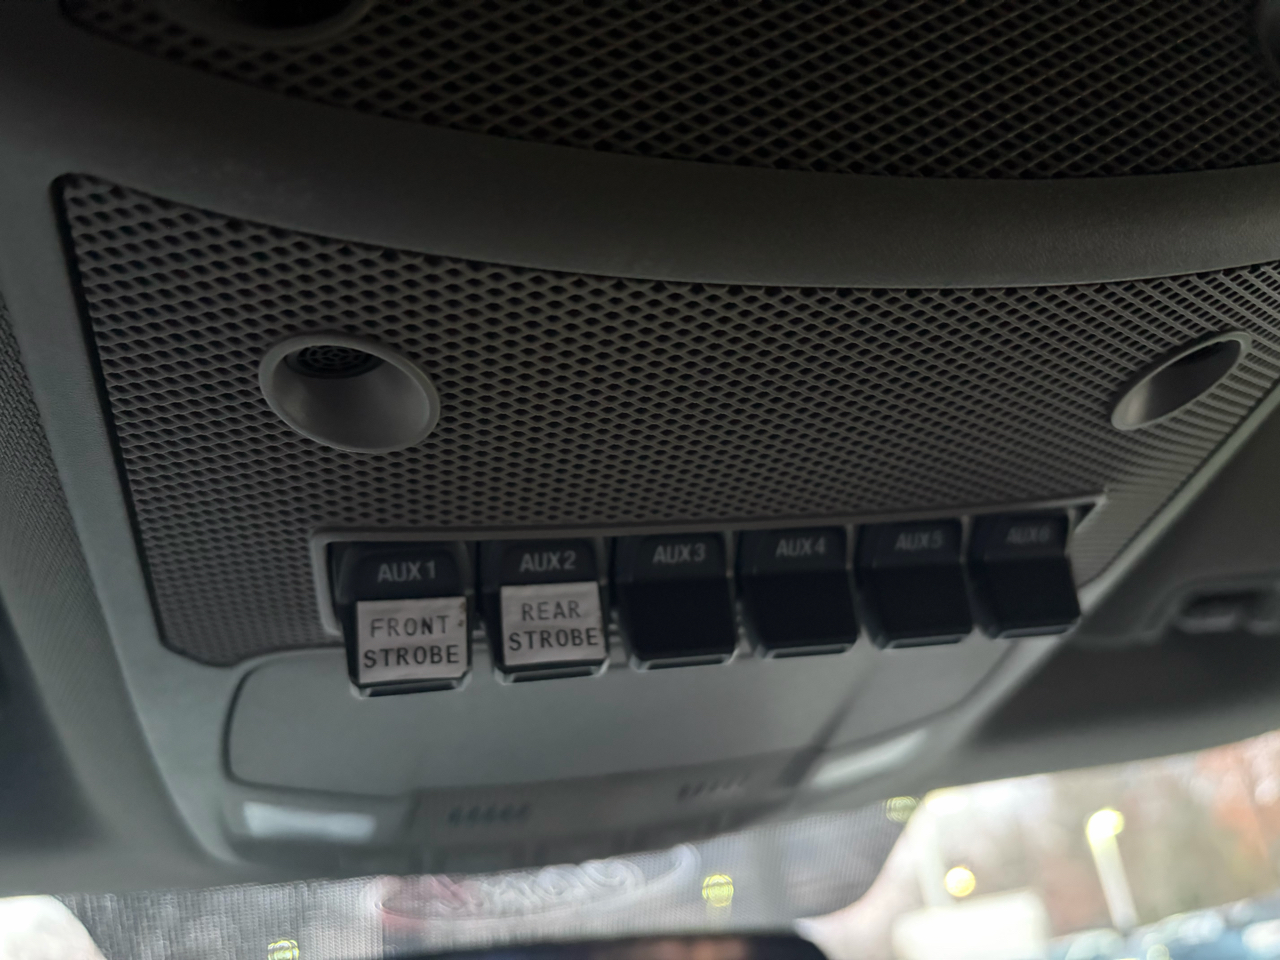 AUX1 AUX2 AUX3 AUX4 AUX5 AUX6
FRONT
STROBE
REAR
STROBE